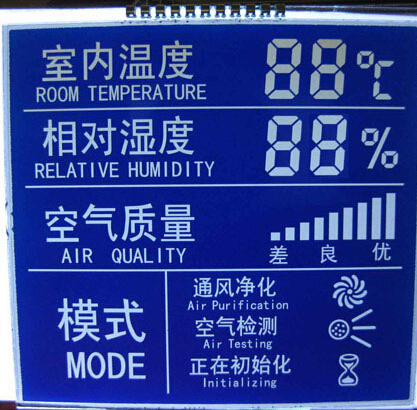 室内温度 88℃
ROOM TEMPERATURE
相对湿度 88%
RELATIVE HUMIDITY
空气质量
AIR QUALITY
差 良 优
模式
MODE
通风净化
Air Purification
空气检测
Air Testing
正在初始化
Initializing